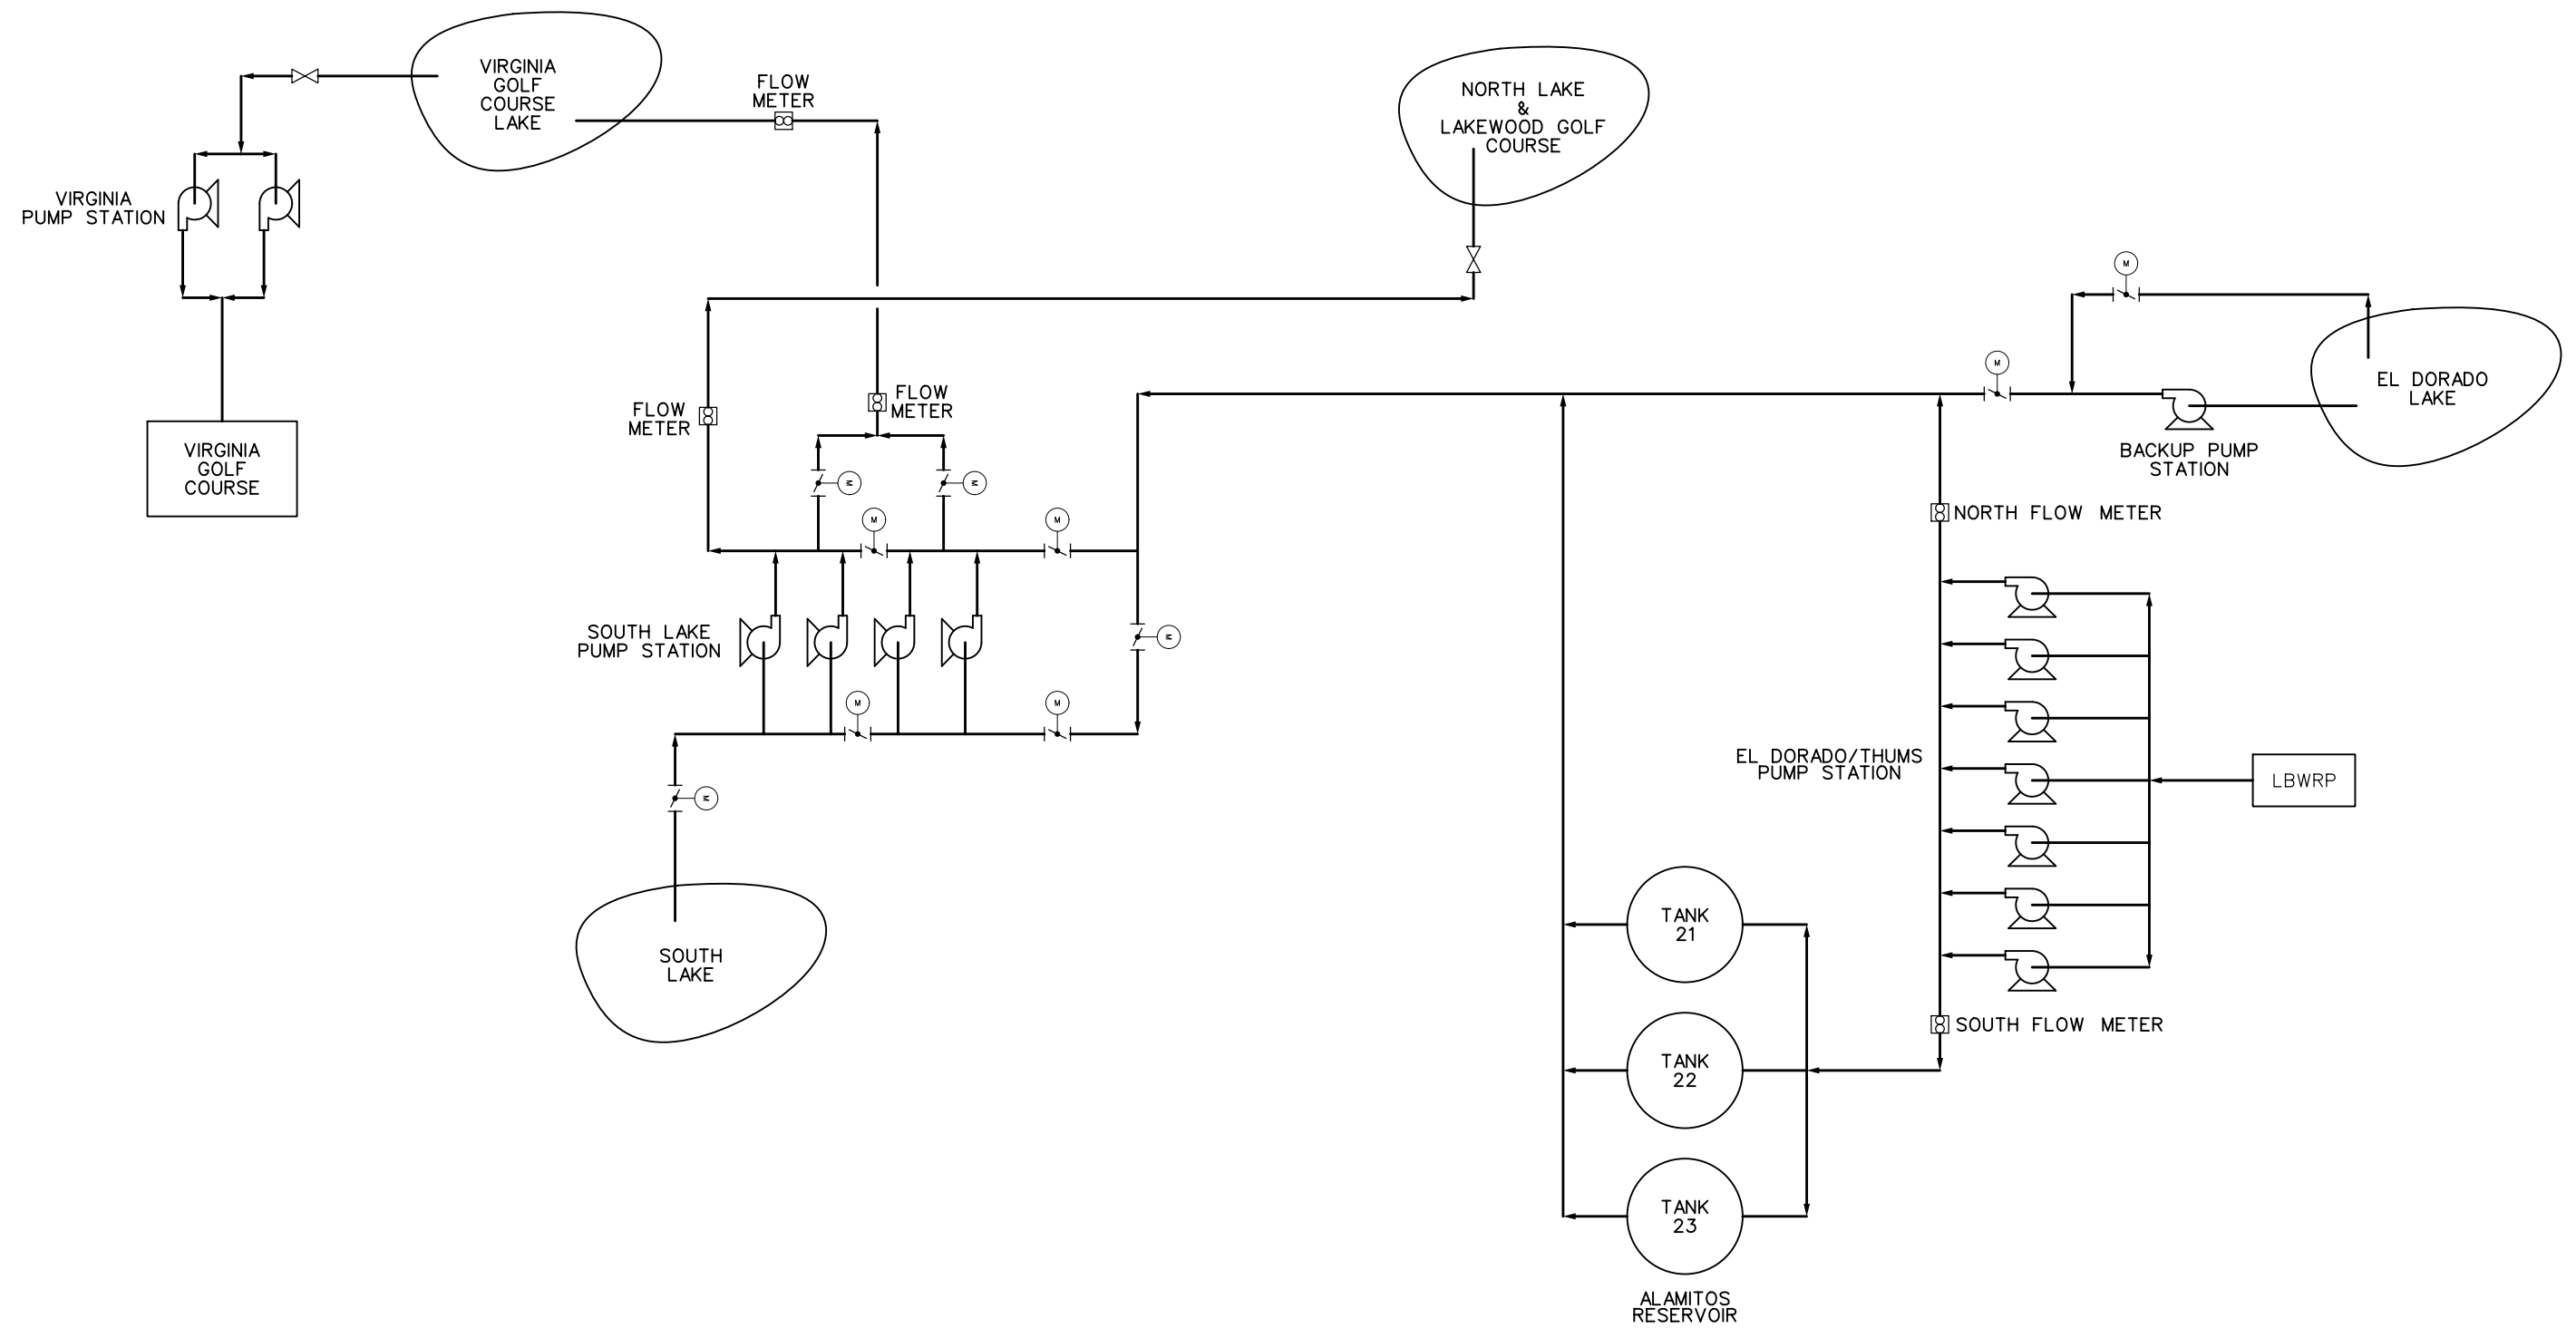 VIRGINIA
GOLF
COURSE
LAKE
FLOW
METER
NORTH LAKE
&
LAKEWOOD GOLF
COURSE
VIRGINIA
PUMP STATION
M
M
EL DORADO
LAKE
FLOW
METER
FLOW
METER
VIRGINIA
GOLF
COURSE
BACKUP PUMP
STATION
M
M
M
M
NORTH FLOW METER
SOUTH LAKE
PUMP STATION
M
M
M
EL DORADO/THUMS
PUMP STATION
LBWRP
M
TANK
21
SOUTH
LAKE
SOUTH FLOW METER
TANK
22
TANK
23
ALAMITOS
RESERVOIR